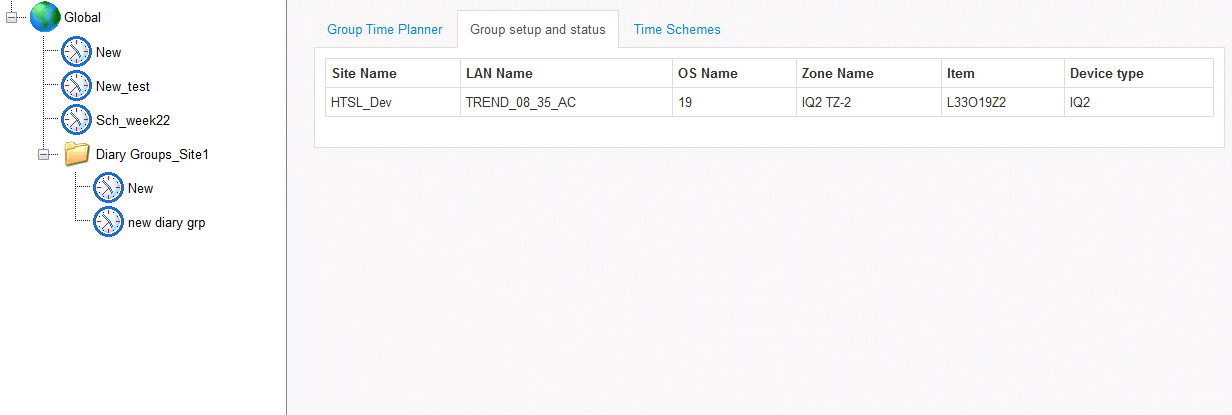 Global
New
New_test
Sch_week22
Diary Groups_Site1
New
new diary grp
Group Time Planner Group setup and status Time Schemes
Site Name LAN Name OS Name Zone Name Item Device type
HTSL_Dev TREND_08_35_AC 19 IQ2 TZ-2 L33O19Z2 IQ2